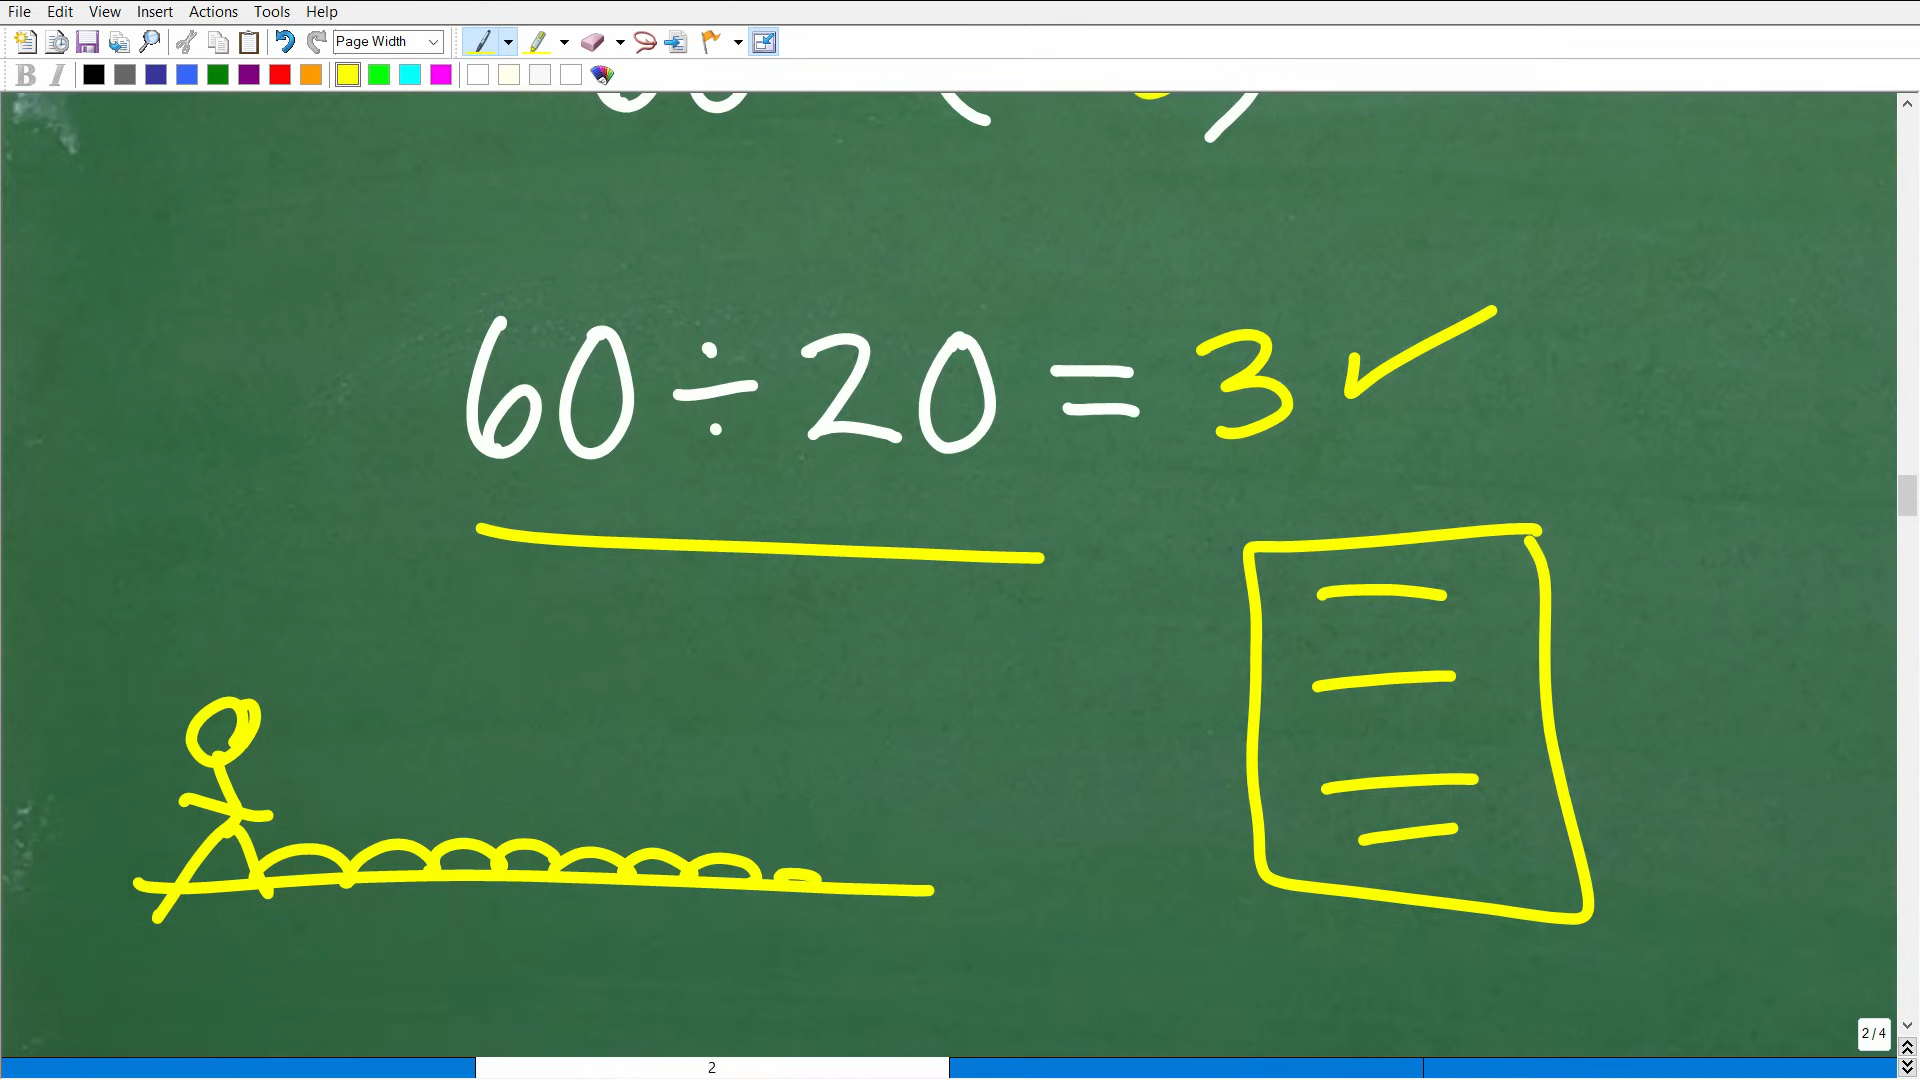 File Edit View Insert Actions Tools Help
Page Width
B I
60 ÷ 20 = 3 ✓
2 / 4
2